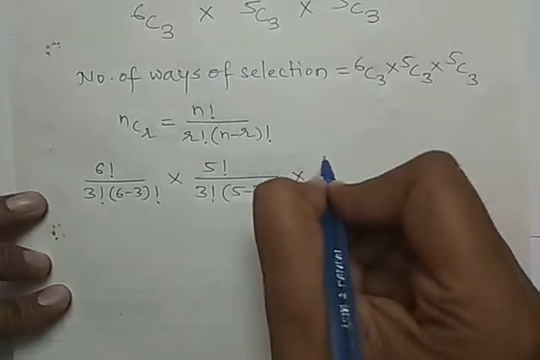 ⁶C₃ × ⁵C₃ × ⁵C₃
No. of ways of selection = ⁶C₃ × ⁵C₃ × ⁵C₃
ⁿCᵣ = n! / r!(n-r)!
6! / 3!(6-3)! × 5! / 3!(5- ×